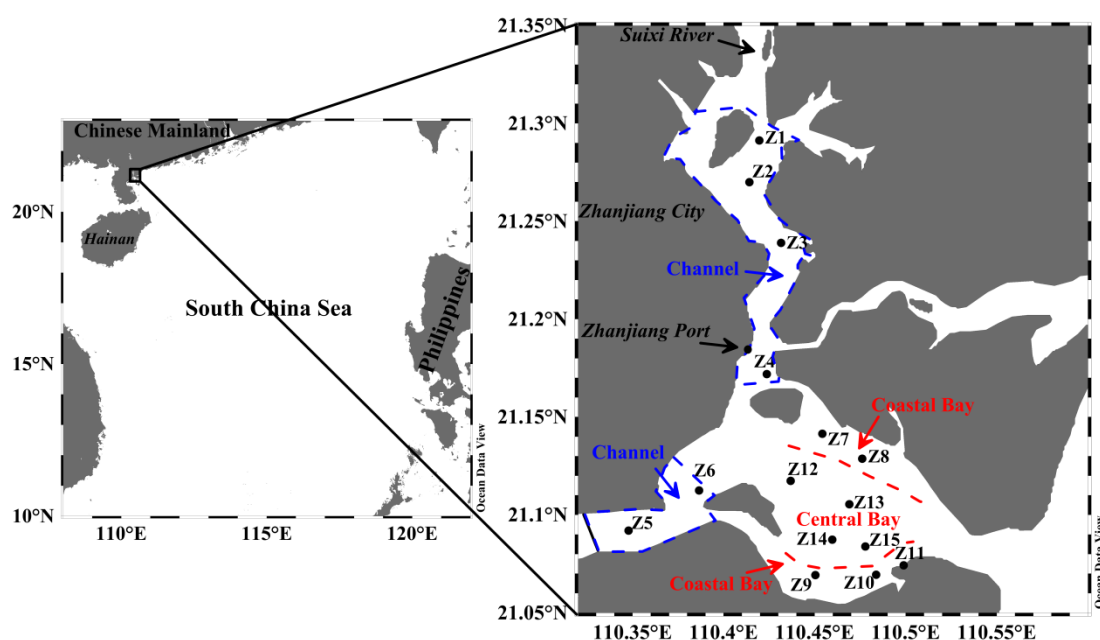 Chinese Mainland
Hainan
South China Sea
Philippines
20°N
15°N
10°N
110°E
115°E
120°E
Ocean Data View
21.35°N
21.3°N
21.25°N
21.2°N
21.15°N
21.1°N
21.05°N
Suixi River
Z1
Z2
Zhanjiang City
Z3
Channel
Zhanjiang Port
Z4
Coastal Bay
Z7
Z8
Channel
Z6
Z12
Z13
Z5
Central Bay
Z14
Z15
Z11
Coastal Bay
Z9
Z10
110.35°E
110.4°E
110.45°E
110.5°E
110.55°E
Ocean Data View